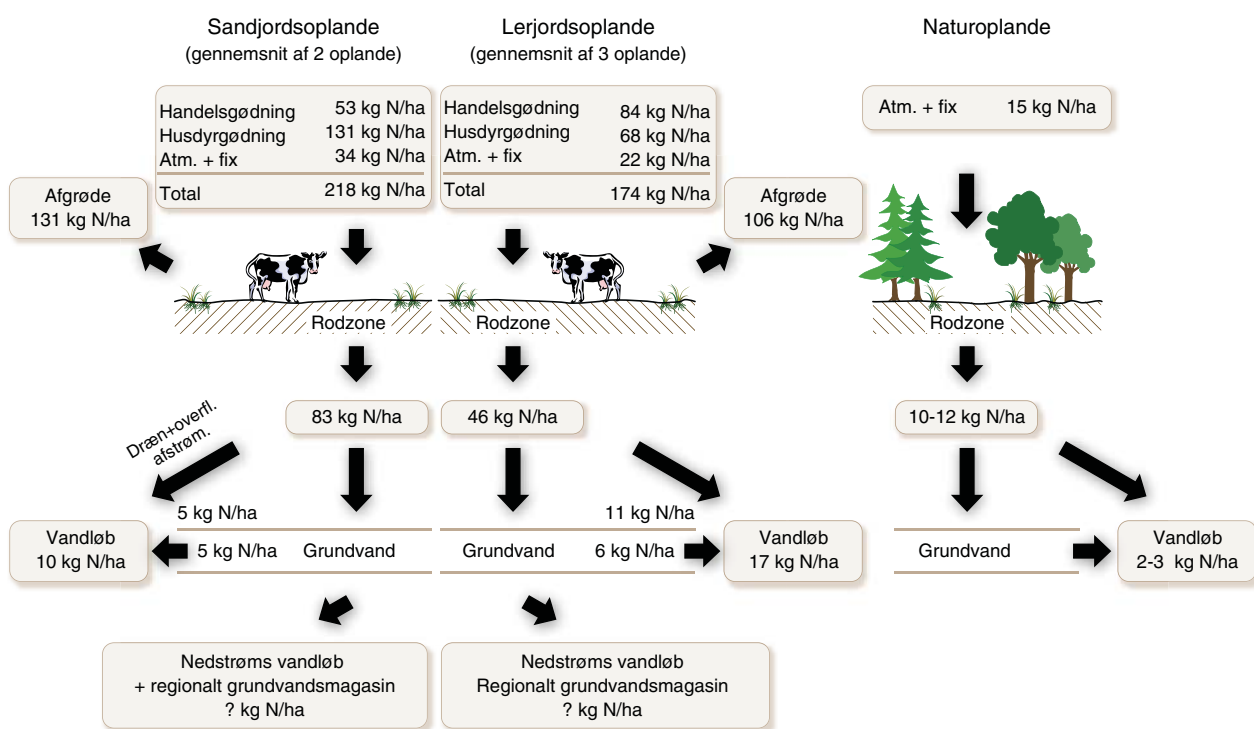 Sandjordsoplande
(gennemsnit af 2 oplande)
Lerjordsoplande
(gennemsnit af 3 oplande)
Naturoplande
Handelsgødning 53 kg N/ha
Husdyrgødning 131 kg N/ha
Atm. + fix 34 kg N/ha
Total 218 kg N/ha
Handelsgødning 84 kg N/ha
Husdyrgødning 68 kg N/ha
Atm. + fix 22 kg N/ha
Total 174 kg N/ha
Atm. + fix 15 kg N/ha
Afgrøde
131 kg N/ha
Afgrøde
106 kg N/ha
Rodzone
Rodzone
Rodzone
83 kg N/ha
46 kg N/ha
10-12 kg N/ha
Dræn+overfl.
afstrøm.
5 kg N/ha
11 kg N/ha
Vandløb
10 kg N/ha
5 kg N/ha
Grundvand
Grundvand
6 kg N/ha
Vandløb
17 kg N/ha
Grundvand
Vandløb
2-3 kg N/ha
Nedstrøms vandløb
+ regionalt grundvandsmagasin
? kg N/ha
Nedstrøms vandløb
Regionalt grundvandsmagasin
? kg N/ha